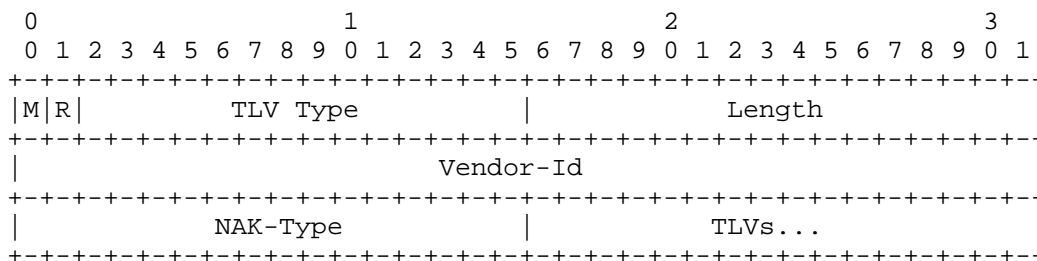 0                   1                   2                   3
 0 1 2 3 4 5 6 7 8 9 0 1 2 3 4 5 6 7 8 9 0 1 2 3 4 5 6 7 8 9 0 1
+-+-+-+-+-+-+-+-+-+-+-+-+-+-+-+-+-+-+-+-+-+-+-+-+-+-+-+-+-+-+-+--
|M|R|         TLV Type          |            Length
+-+-+-+-+-+-+-+-+-+-+-+-+-+-+-+-+-+-+-+-+-+-+-+-+-+-+-+-+-+-+-+--
|                          Vendor-Id
+-+-+-+-+-+-+-+-+-+-+-+-+-+-+-+-+-+-+-+-+-+-+-+-+-+-+-+-+-+-+-+--
|            NAK-Type           |           TLVs...
+-+-+-+-+-+-+-+-+-+-+-+-+-+-+-+-+-+-+-+-+-+-+-+-+-+-+-+-+-+-+-+--